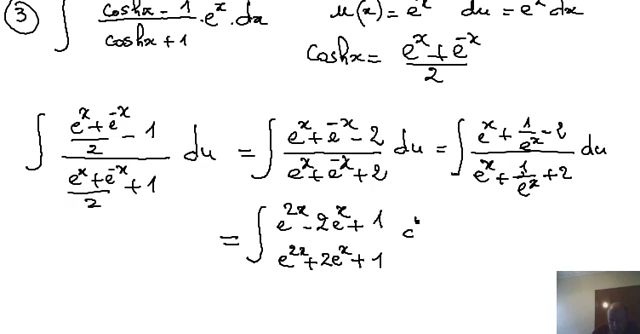 ③ ∫ (coshx - 1)/(coshx + 1) · e^x · dx    u(x) = e^x    du = e^x dx
coshx = (e^x + e^-x)/2
∫ ((e^x + e^-x)/2 - 1)/((e^x + e^-x)/2 + 1) du = ∫ (e^x + e^-x - 2)/(e^x + e^-x + 2) du = ∫ (e^x + 1/e^x - 2)/(e^x + 1/e^x + 2) du
= ∫ (e^2x - 2e^x + 1)/(e^2x + 2e^x + 1)